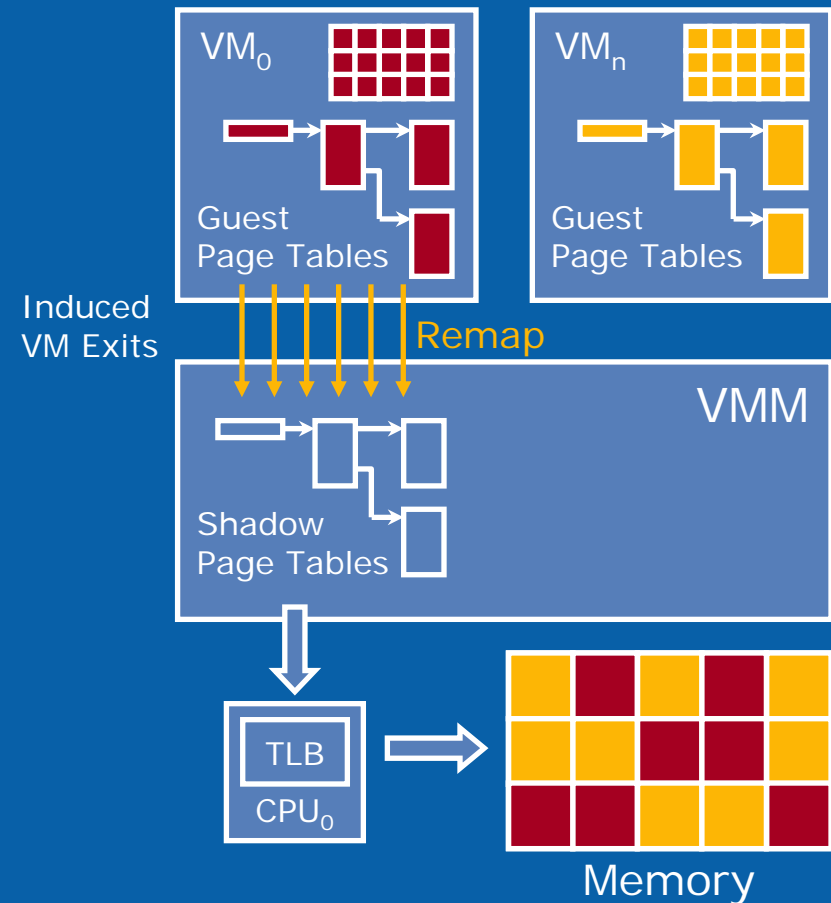 VM₀
VMₙ
Guest
Page Tables
Guest
Page Tables
Induced
VM Exits
Remap
VMM
Shadow
Page Tables
TLB
CPU₀
Memory